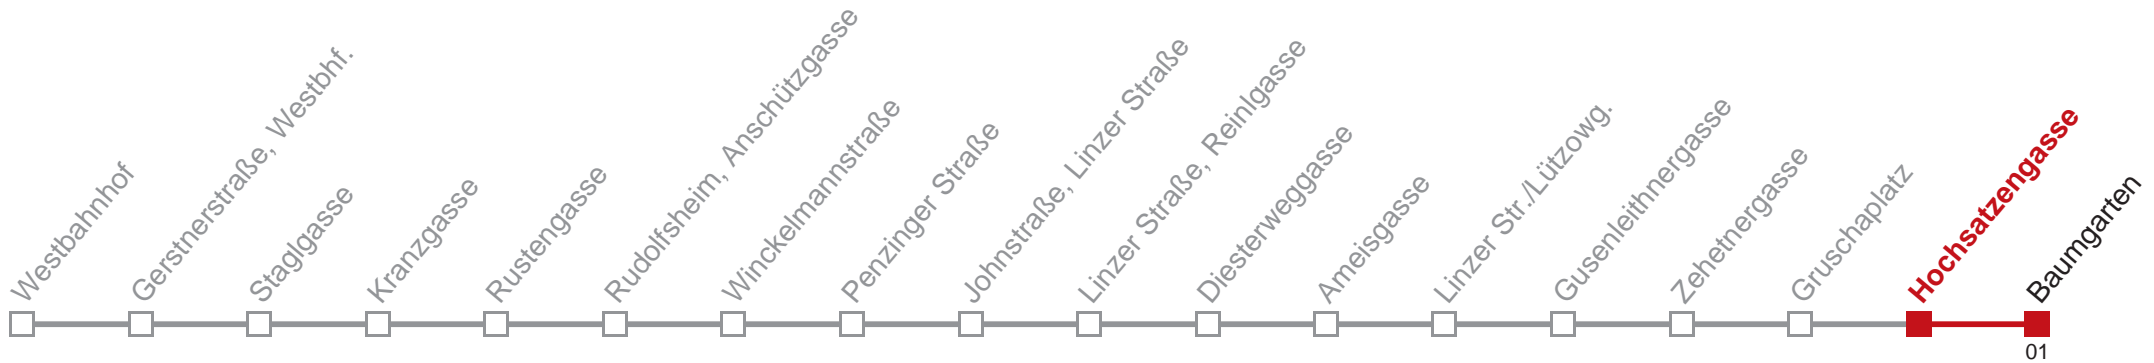 Westbahnhof
Gerstnerstraße, Westbhf.
Staglgasse
Kranzgasse
Rustengasse
Rudolfsheim, Anschützgasse
Winckelmannstraße
Penzinger Straße
Johnstraße, Linzer Straße
Linzer Straße, Reinlgasse
Diesterweggasse
Ameisgasse
Linzer Str./Lützowg.
Gusenleithnergasse
Zehetnergasse
Gruschaplatz
Hochsatzengasse
Baumgarten
01